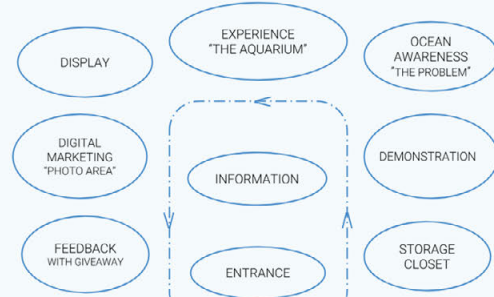 EXPERIENCE
"THE AQUARIUM"
OCEAN
AWARENESS
"THE PROBLEM"
DISPLAY
DIGITAL
MARKETING
"PHOTO AREA"
INFORMATION
DEMONSTRATION
FEEDBACK
WITH GIVEAWAY
ENTRANCE
STORAGE
CLOSET